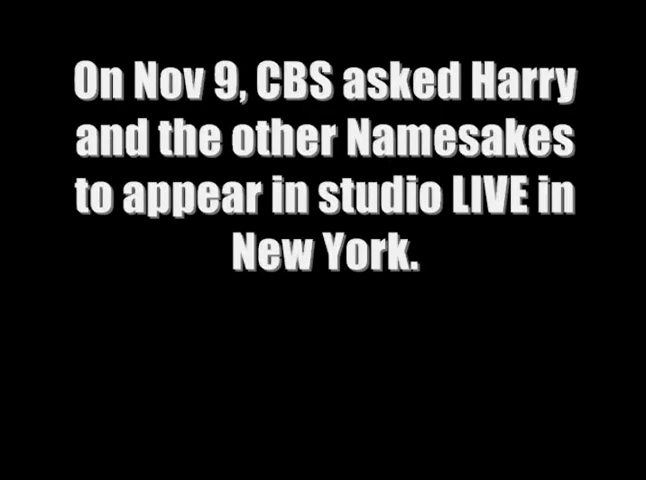 On Nov 9, CBS asked Harry
and the other Namesakes
to appear in studio LIVE in
New York.